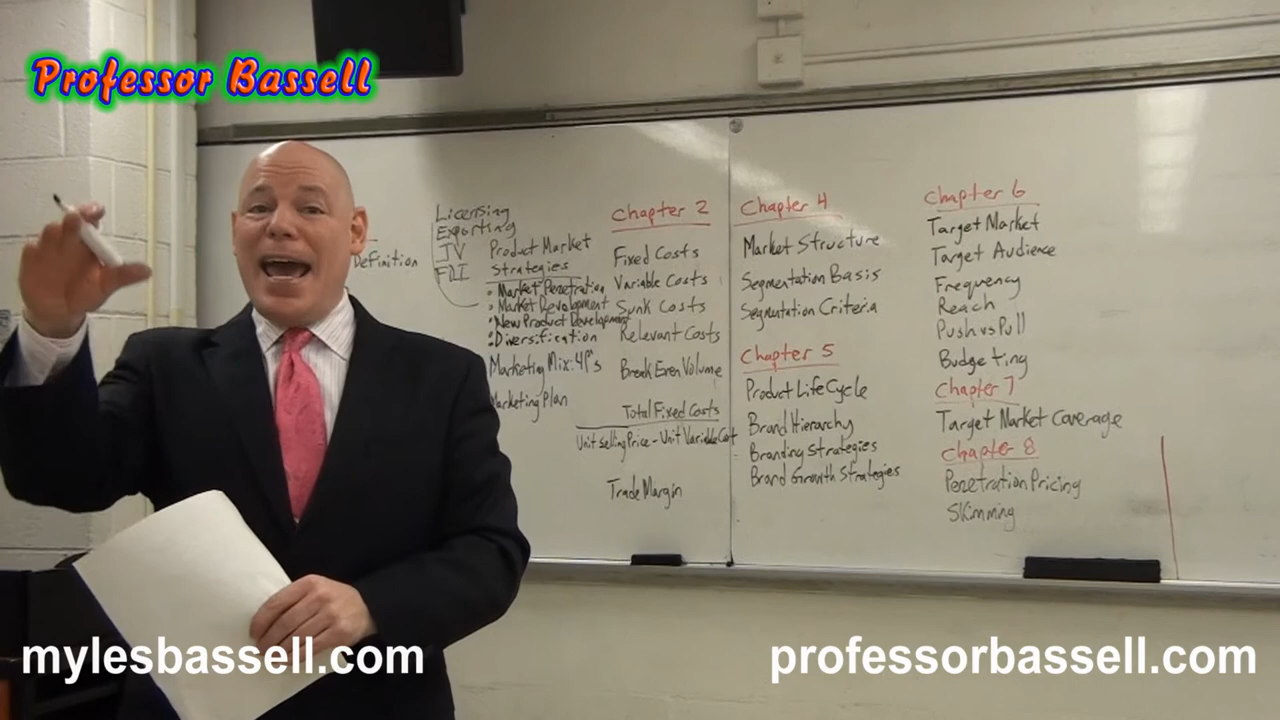 Professor Bassell
Definition
Licensing
Exporting
JV
FDI
Product Market
Strategies
• Market Penetration
• Market Development
• New Product Development
• Diversification
Marketing Mix: 4P's
Marketing Plan
Chapter 2
Fixed Costs
Variable Costs
Sunk Costs
Relevant Costs
Break Even Volume
Total Fixed Costs
Unit Selling Price - Unit Variable Cost
Trade Margin
Chapter 4
Market Structure
Segmentation Basis
Segmentation Criteria
Chapter 5
Product Life Cycle
Brand Hierarchy
Branding Strategies
Brand Growth Strategies
Chapter 6
Target Market
Target Audience
Frequency
Reach
Push vs Pull
Budgeting
Chapter 7
Target Market Coverage
Chapter 8
Penetration Pricing
Skimming
mylesbassell.com
professorbassell.com